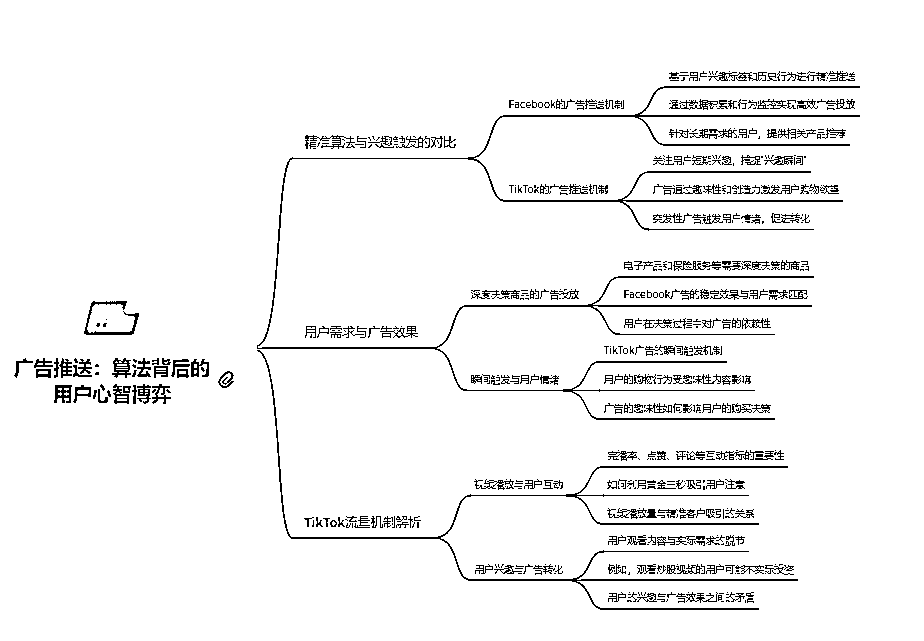 广告推送：算法背后的
用户心智博弈
精准算法与兴趣触发的对比
Facebook的广告推送机制
基于用户兴趣标签和历史行为进行精准推送
通过数据积累和行为监控实现高效广告投放
针对长期需求的用户，提供相关产品推荐
TikTok的广告推送机制
关注用户短期兴趣，捕捉“兴趣瞬间”
广告通过趣味性和创造力激发用户购物欲望
突发性广告触发用户情绪，促进转化
用户需求与广告效果
深度决策商品的广告投放
电子产品和保险服务等需要深度决策的商品
Facebook广告的稳定效果与用户需求匹配
用户在决策过程中对广告的依赖性
瞬间触发与用户情绪
TikTok广告的瞬间触发机制
用户的购物行为受趣味性内容影响
广告的趣味性如何影响用户的购买决策
TikTok流量机制解析
视频播放与用户互动
完播率、点赞、评论等互动指标的重要性
如何利用黄金三秒吸引用户注意
视频播放量与精准客户吸引的关系
用户兴趣与广告转化
用户观看内容与实际需求的脱节
例如，观看炒股视频的用户可能不实际投资
用户的兴趣与广告效果之间的矛盾